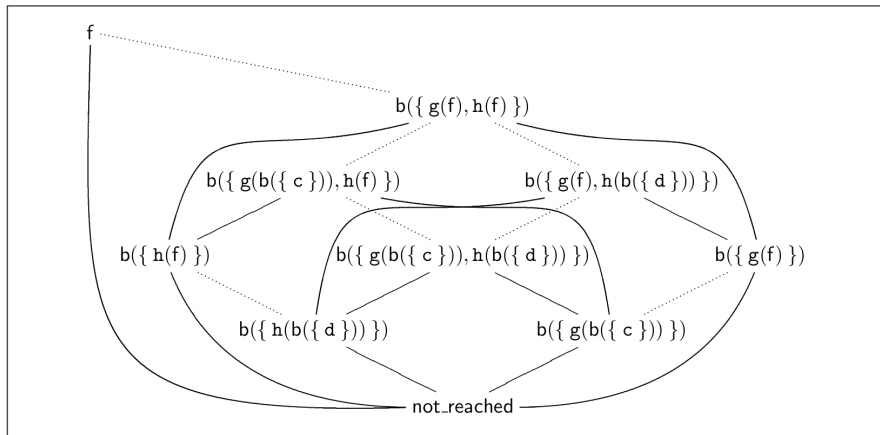 f
b({ g(f), h(f) })
b({ g(b({ c })), h(f) }) b({ g(f), h(b({ d })) })
b({ h(f) }) b({ g(b({ c })), h(b({ d })) }) b({ g(f) })
b({ h(b({ d })) }) b({ g(b({ c })) })
not_reached